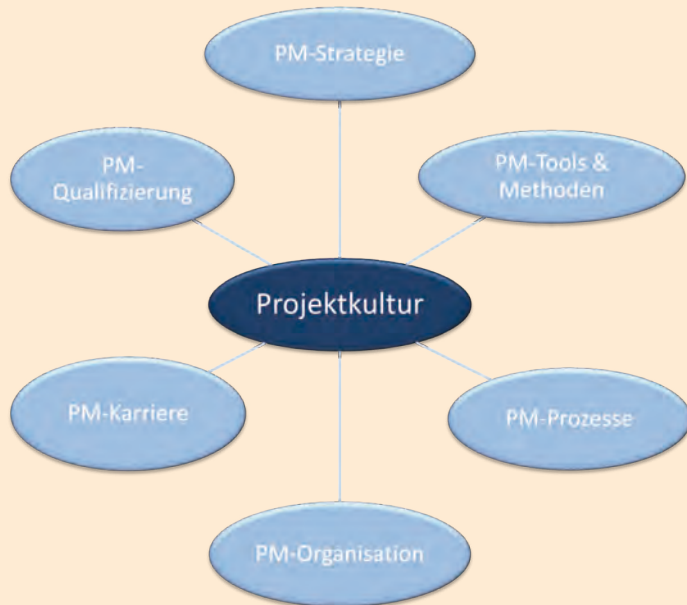 PM-Strategie
PM-
Qualifizierung
PM-Tools &
Methoden
Projektkultur
PM-Karriere
PM-Prozesse
PM-Organisation